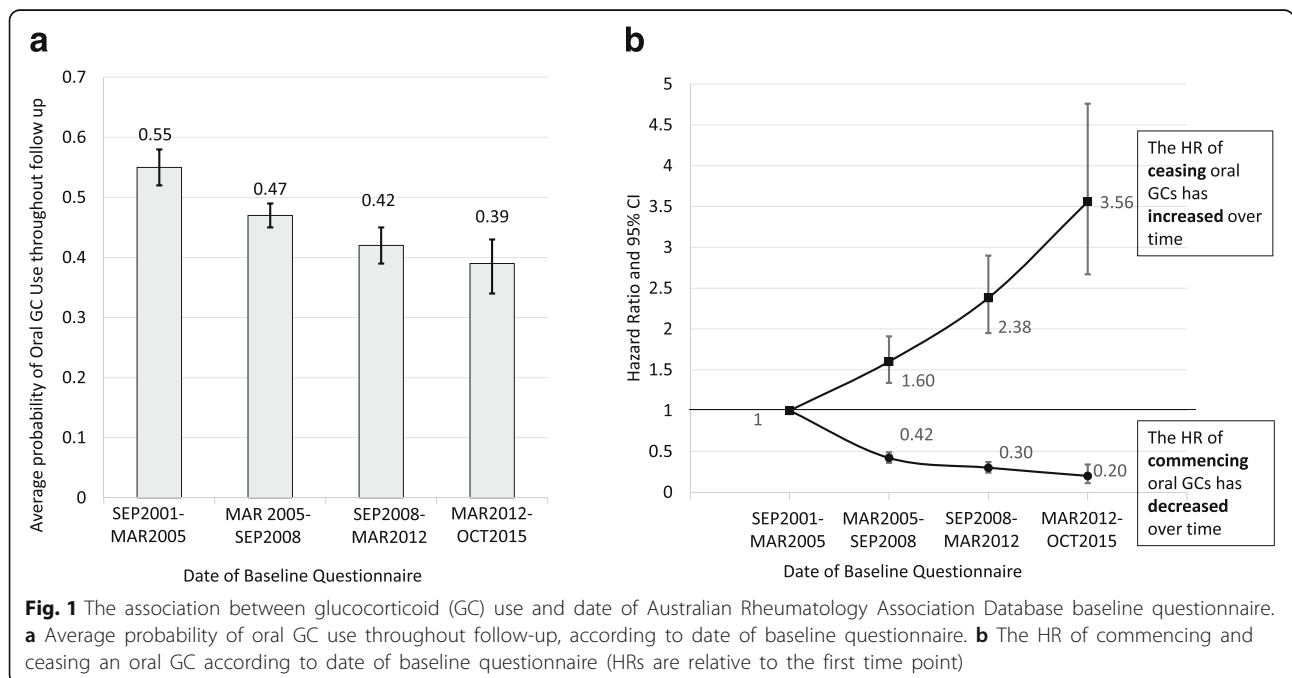 a
Average probability of Oral GC Use throughout follow up
0.7
0.6
0.5
0.4
0.3
0.2
0.1
0
0.55
0.47
0.42
0.39
SEP2001-
MAR2005
MAR 2005-
SEP2008
SEP2008-
MAR2012
MAR2012-
OCT2015
Date of Baseline Questionnaire
b
Hazard Ratio and 95% CI
5
4.5
4
3.5
3
2.5
2
1.5
1
0.5
0
1
1.60
2.38
3.56
0.42
0.30
0.20
The HR of
ceasing oral
GCs has
increased over
time
The HR of
commencing
oral GCs has
decreased
over time
SEP2001-
MAR2005
MAR2005-
SEP2008
SEP2008-
MAR2012
MAR2012-
OCT2015
Date of Baseline Questionnaire
Fig. 1 The association between glucocorticoid (GC) use and date of Australian Rheumatology Association Database baseline questionnaire.
a Average probability of oral GC use throughout follow-up, according to date of baseline questionnaire. b The HR of commencing and
ceasing an oral GC according to date of baseline questionnaire (HRs are relative to the first time point)